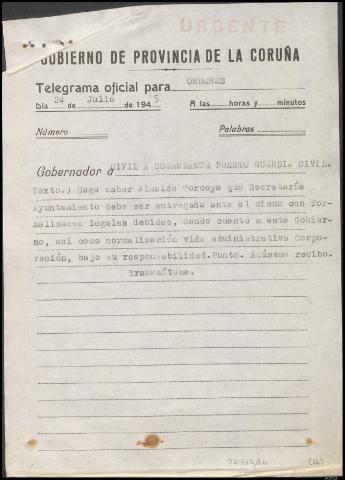 URGENTE
GOBIERNO DE PROVINCIA DE LA CORUÑA
Telegrama oficial para ORDENES
Día 24 de Julio de 1945 A las horas y minutos
Número Palabras
Gobernador CIVIL A COMANDANTE PUESTO GUARDIA CIVIL.
Texto.) Haga saber Alcalde Tordoya que Secretaría
Ayuntamiento debe ser entregada ante el mismo con for-
malidades legales debidas, dando cuenta a este Gobier-
no, así como normalización vida administrativa Corpo-
ración, bajo su responsabilidad. Punto. Acúseme recibo.
Transmítase.